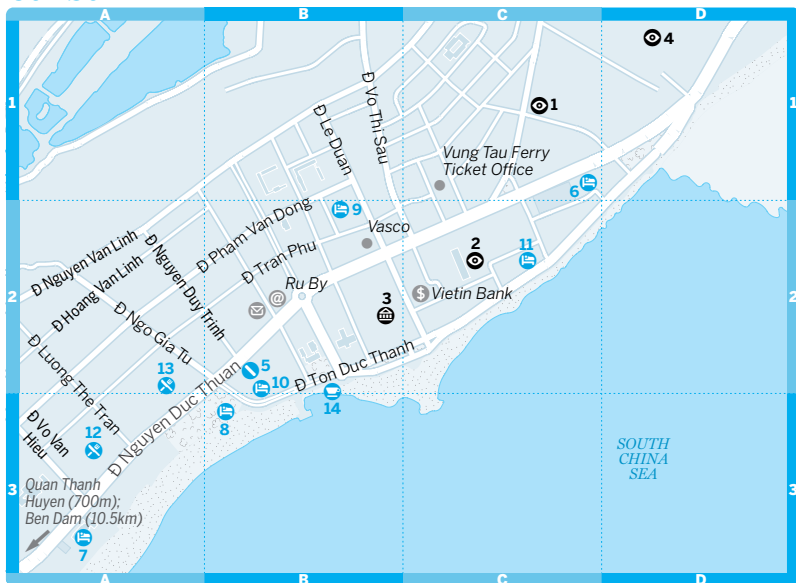 A
B
C
D
1
1
2
2
3
3
A
B
C
D
4
1
Đ Vo Thi Sau
Đ Le Duan
Vung Tau Ferry
Ticket Office
6
9
Đ Pham Van Dong
Vasco
2
11
Đ Nguyen Van Linh
Đ Hoang Van Linh
Đ Nguyen Duy Trinh
Đ Tran Phu
Ru By
@
3
$
Vietin Bank
Đ Ngo Gia Tu
Đ Luong The Tran
13
5
10
Đ Ton Duc Thanh
Đ Nguyen Duc Thuan
14
8
Đ Vo Van
Hieu
12
SOUTH
CHINA
SEA
Quan Thanh
Huyen (700m);
Ben Dam (10.5km)
7